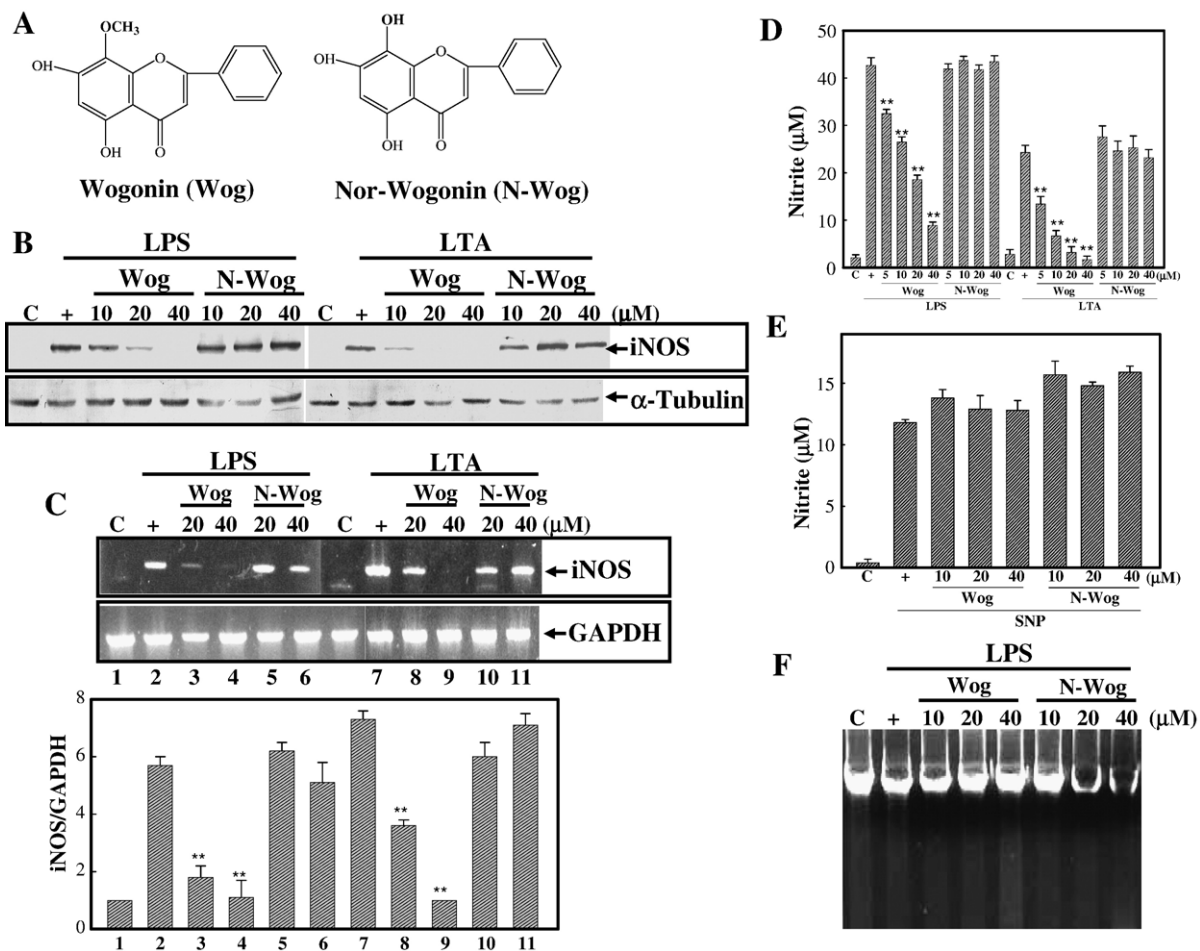 A
OCH3
OH
O
OH
O
Wogonin (Wog)
OH
OH
O
OH
O
Nor-Wogonin (N-Wog)
B
LPS LTA
Wog N-Wog Wog N-Wog
C + 10 20 40 10 20 40 C + 10 20 40 10 20 40 (μM)
iNOS
α-Tubulin
C
LPS LTA
Wog N-Wog Wog N-Wog
C + 20 40 20 40 C + 20 40 20 40 (μM)
iNOS
GAPDH
1 2 3 4 5 6 7 8 9 10 11
iNOS/GAPDH
8
6
4
2
0
** ** ** **
1 2 3 4 5 6 7 8 9 10 11
D
Nitrite (μM)
50
40
30
20
10
0
** ** ** ** ** ** ** **
C + 5 10 20 40 5 10 20 40 C + 5 10 20 40 5 10 20 40 (μM)
Wog N-Wog Wog N-Wog
LPS LTA
E
Nitrite (μM)
15
10
5
0
C + 10 20 40 10 20 40 (μM)
Wog N-Wog
SNP
F
LPS
Wog N-Wog
C + 10 20 40 10 20 40 (μM)